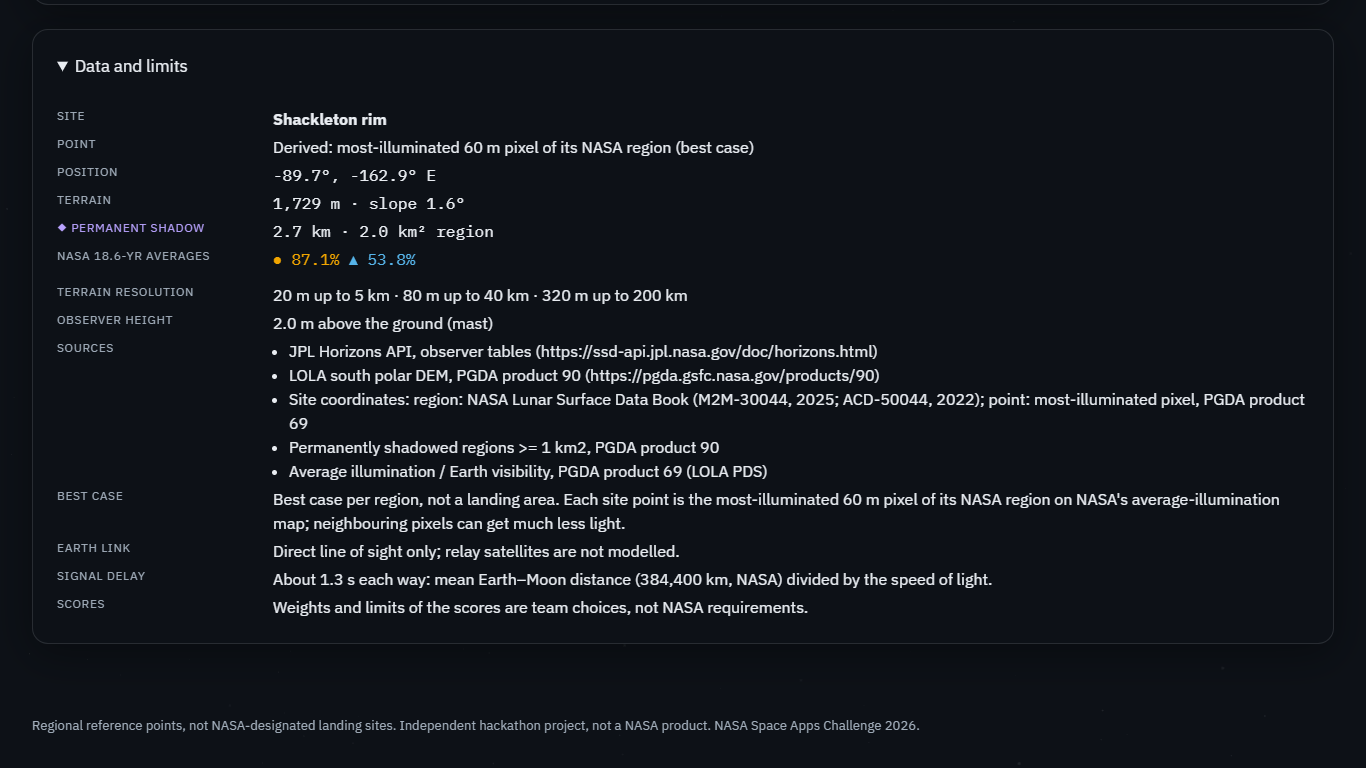 ▼ Data and limits
SITE Shackleton rim
POINT Derived: most-illuminated 60 m pixel of its NASA region (best case)
POSITION -89.7°, -162.9° E
TERRAIN 1,729 m · slope 1.6°
◆ PERMANENT SHADOW 2.7 km · 2.0 km² region
NASA 18.6-YR AVERAGES ● 87.1% ▲ 53.8%
TERRAIN RESOLUTION 20 m up to 5 km · 80 m up to 40 km · 320 m up to 200 km
OBSERVER HEIGHT 2.0 m above the ground (mast)
SOURCES • JPL Horizons API, observer tables (https://ssd-api.jpl.nasa.gov/doc/horizons.html)
• LOLA south polar DEM, PGDA product 90 (https://pgda.gsfc.nasa.gov/products/90)
• Site coordinates: region: NASA Lunar Surface Data Book (M2M-30044, 2025; ACD-50044, 2022); point: most-illuminated pixel, PGDA product
69
• Permanently shadowed regions >= 1 km2, PGDA product 90
• Average illumination / Earth visibility, PGDA product 69 (LOLA PDS)
BEST CASE Best case per region, not a landing area. Each site point is the most-illuminated 60 m pixel of its NASA region on NASA's average-illumination
map; neighbouring pixels can get much less light.
EARTH LINK Direct line of sight only; relay satellites are not modelled.
SIGNAL DELAY About 1.3 s each way: mean Earth–Moon distance (384,400 km, NASA) divided by the speed of light.
SCORES Weights and limits of the scores are team choices, not NASA requirements.
Regional reference points, not NASA-designated landing sites. Independent hackathon project, not a NASA product. NASA Space Apps Challenge 2026.